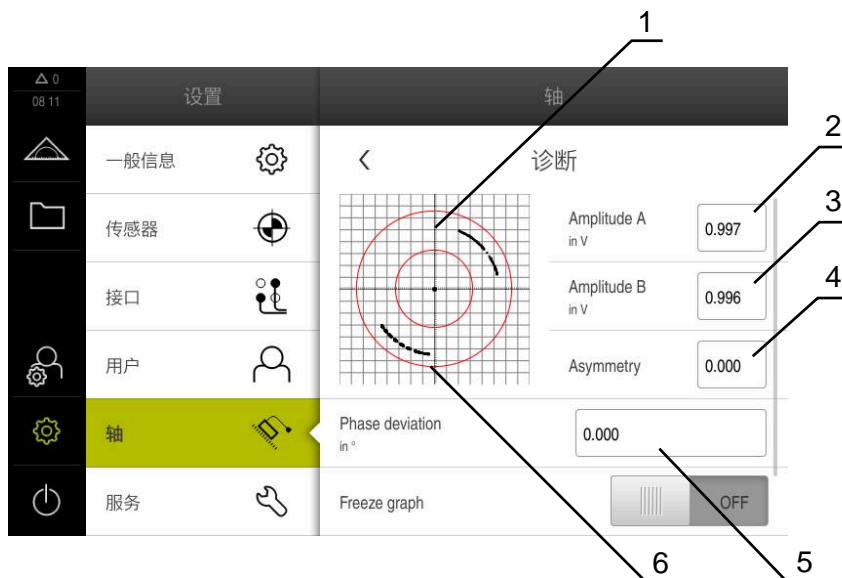 1
△ 0
08 11
设置
轴
2
一般信息
诊断
传感器
Amplitude A
in V
0.997
3
接口
Amplitude B
in V
0.996
4
用户
Asymmetry
0.000
轴
Phase deviation
in °
0.000
服务
Freeze graph
OFF
6
5